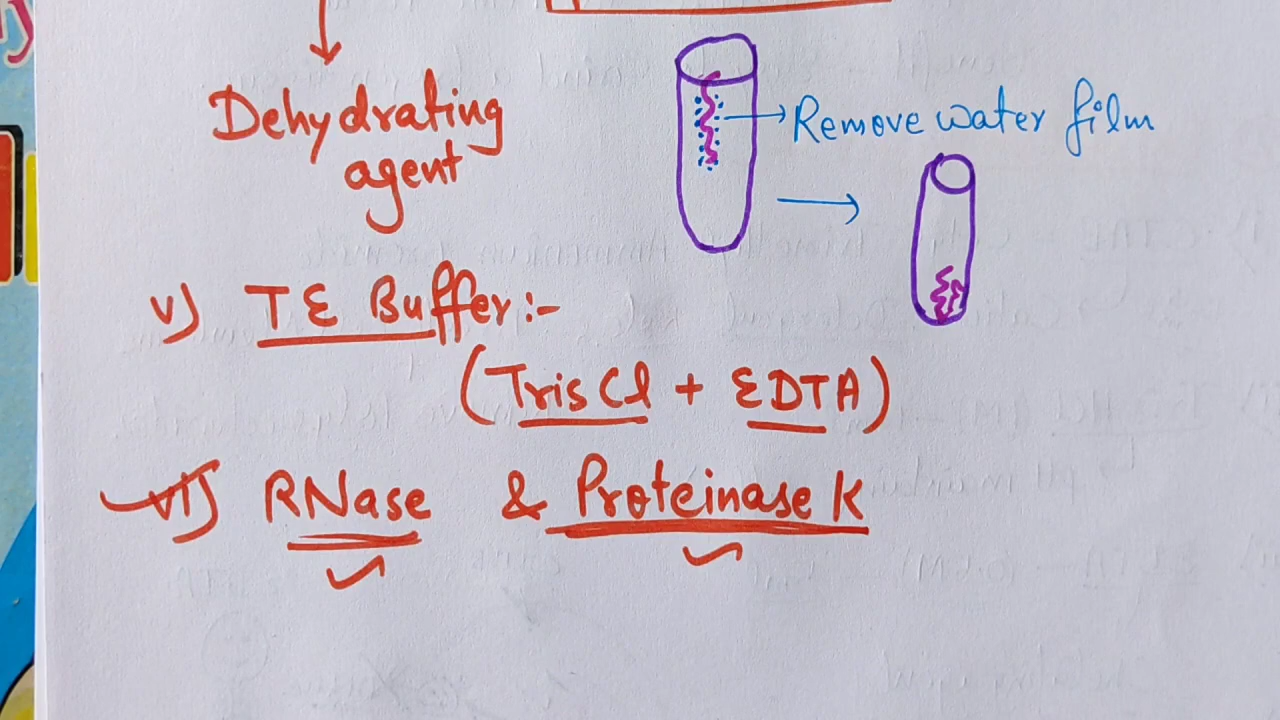 Dehydrating
agent
Remove water film
v) TE Buffer:-
(Tris Cl + EDTA)
vi) RNase & Proteinase K